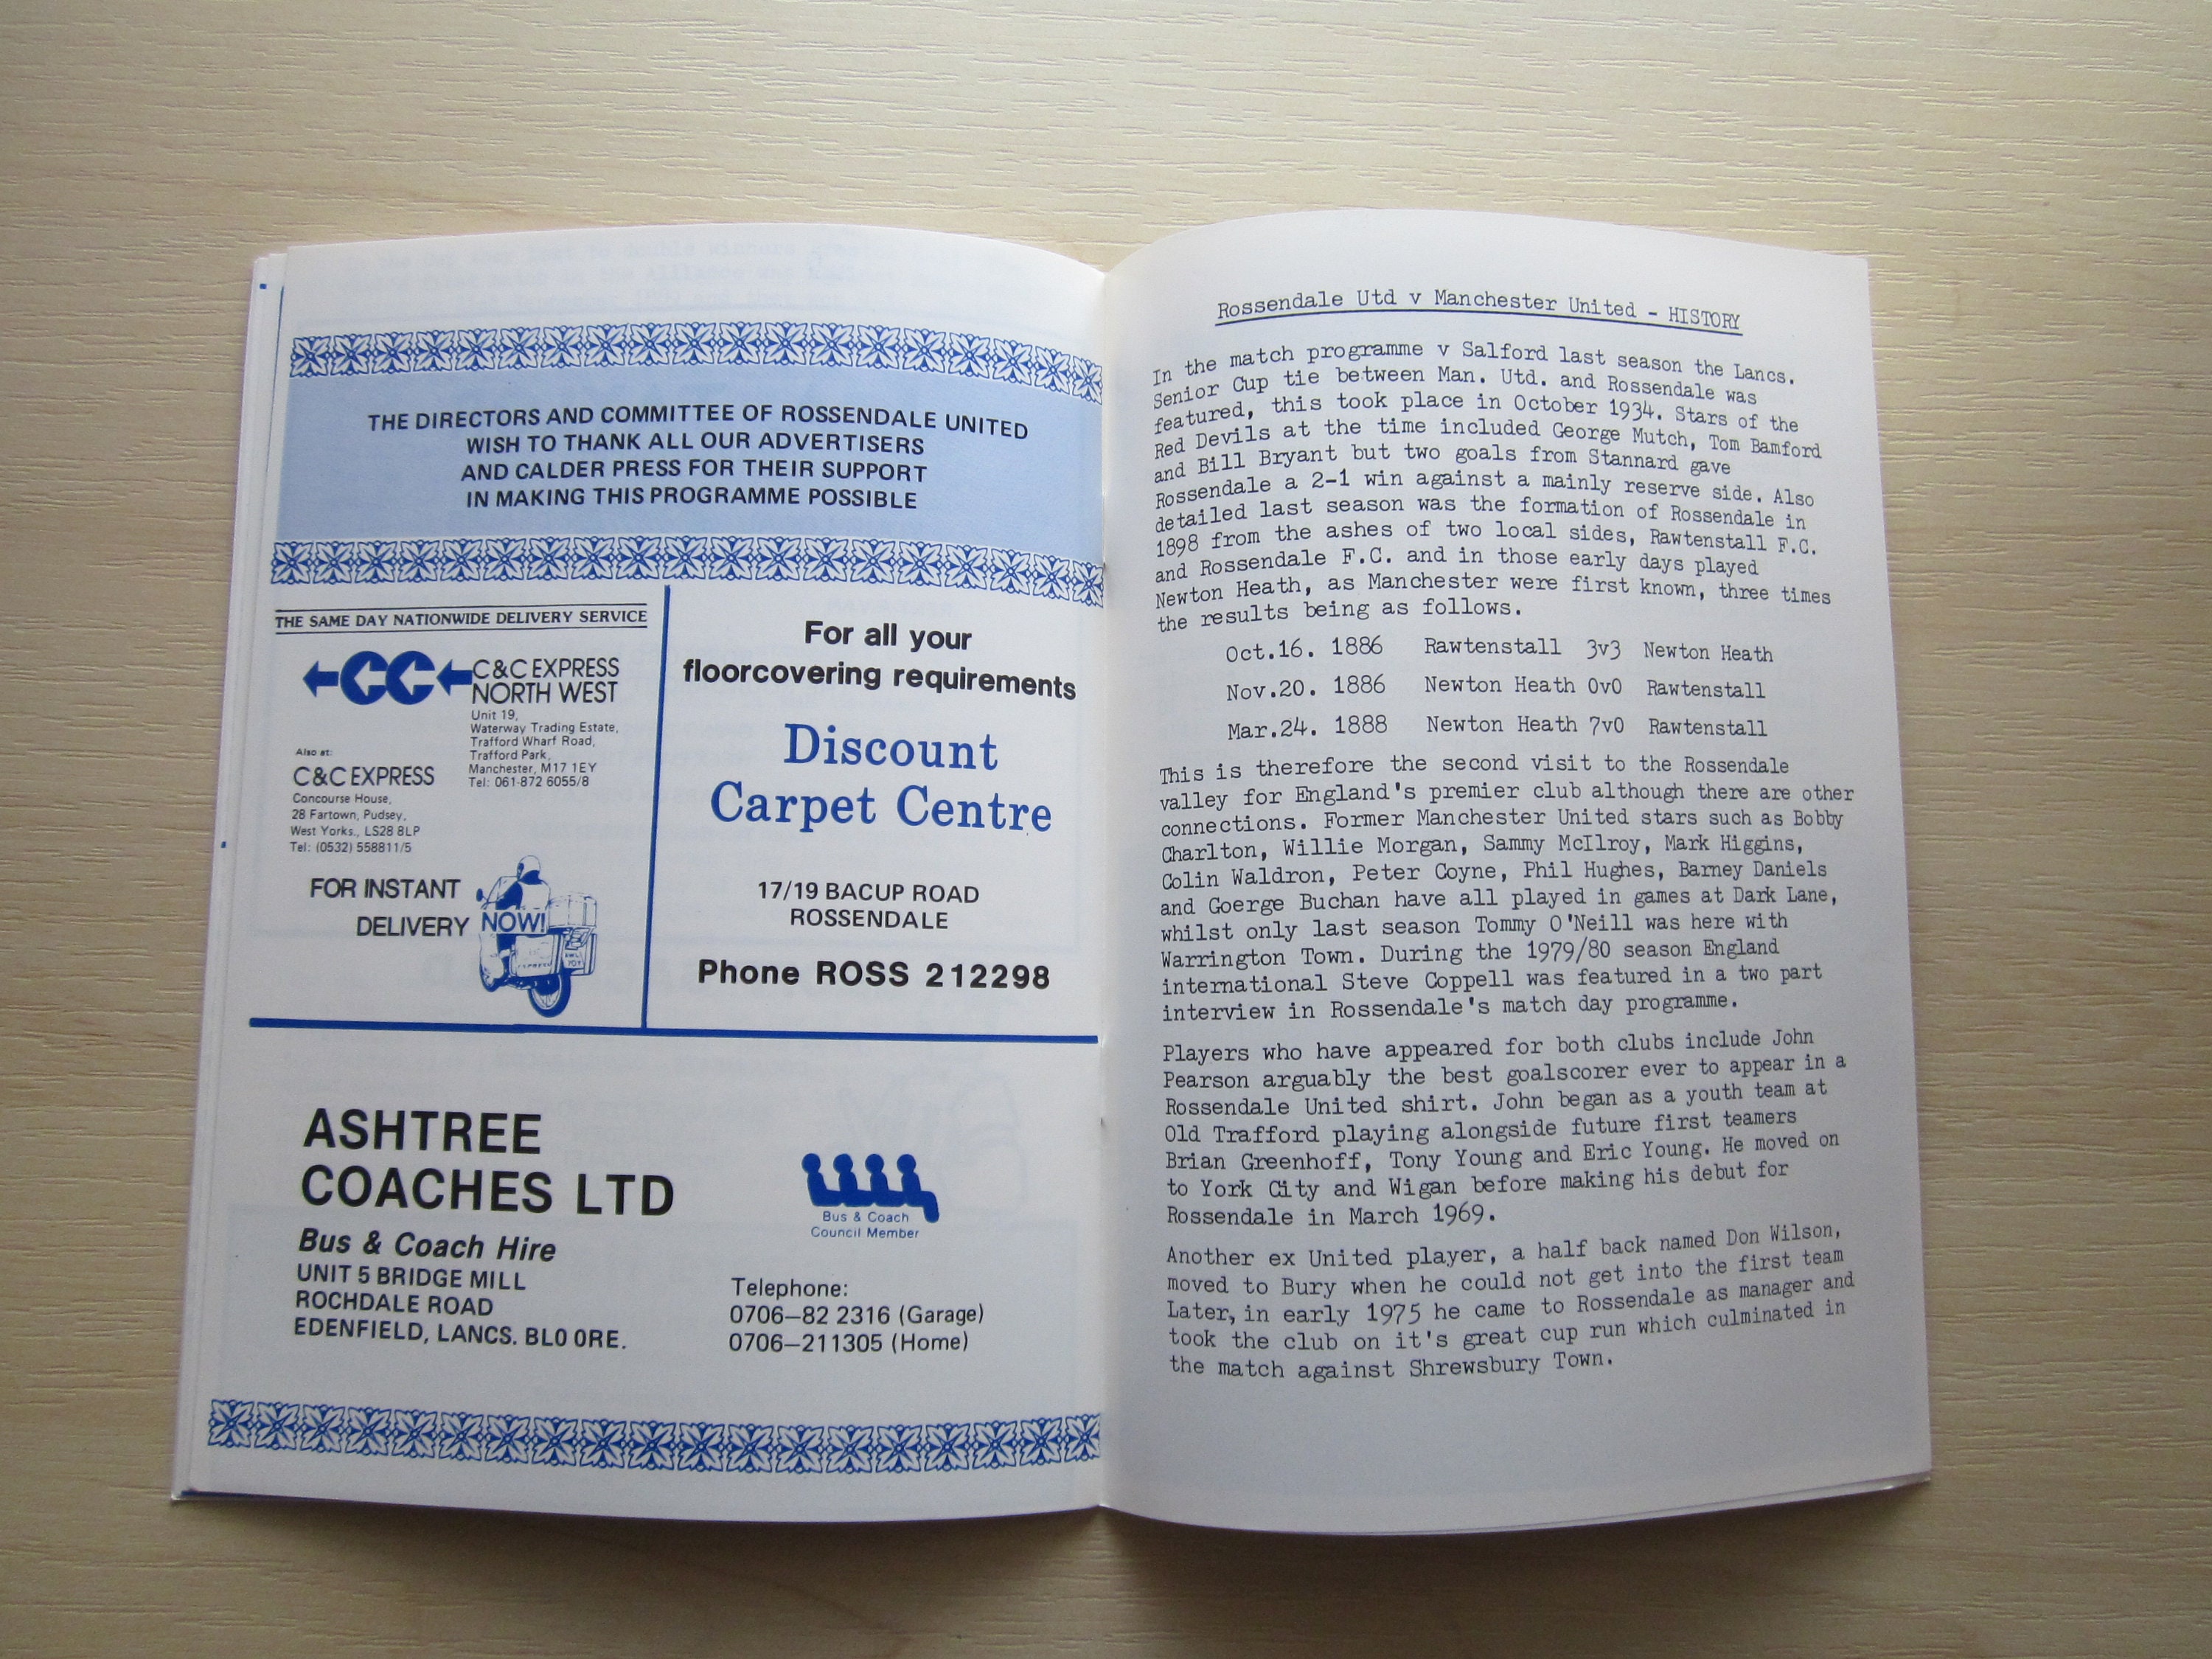 THE DIRECTORS AND COMMITTEE OF ROSSENDALE UNITED
WISH TO THANK ALL OUR ADVERTISERS
AND CALDER PRESS FOR THEIR SUPPORT
IN MAKING THIS PROGRAMME POSSIBLE
THE SAME DAY NATIONWIDE DELIVERY SERVICE
CC
C&C EXPRESS
NORTH WEST
Unit 19,
Waterway Trading Estate,
Trafford Wharf Road,
Trafford Park,
Manchester, M17 1EY
Tel: 061-872 6055/8
Also at:
C&C EXPRESS
Concourse House,
28 Fartown, Pudsey,
West Yorks., LS28 8LP
Tel: (0532) 558811/5
FOR INSTANT
DELIVERY NOW!
For all your
floorcovering requirements
Discount
Carpet Centre
17/19 BACUP ROAD
ROSSENDALE
Phone ROSS 212298
ASHTREE
COACHES LTD
Bus & Coach Hire
UNIT 5 BRIDGE MILL
ROCHDALE ROAD
EDENFIELD, LANCS. BL0 0RE.
Bus & Coach
Council Member
Telephone:
0706–82 2316 (Garage)
0706–211305 (Home)
Rossendale Utd v Manchester United - HISTORY
In the match programme v Salford last season the Lancs.
Senior Cup tie between Man. Utd. and Rossendale was
featured, this took place in October 1934. Stars of the
Red Devils at the time included George Mutch, Tom Bamford
and Bill Bryant but two goals from Stannard gave
Rossendale a 2-1 win against a mainly reserve side. Also
detailed last season was the formation of Rossendale in
1898 from the ashes of two local sides, Rawtenstall F.C.
and Rossendale F.C. and in those early days played
Newton Heath, as Manchester were first known, three times
the results being as follows.
Oct.16. 1886 Rawtenstall 3v3 Newton Heath
Nov.20. 1886 Newton Heath 0v0 Rawtenstall
Mar.24. 1888 Newton Heath 7v0 Rawtenstall
This is therefore the second visit to the Rossendale
valley for England's premier club although there are other
connections. Former Manchester United stars such as Bobby
Charlton, Willie Morgan, Sammy McIlroy, Mark Higgins,
Colin Waldron, Peter Coyne, Phil Hughes, Barney Daniels
and Goerge Buchan have all played in games at Dark Lane,
whilst only last season Tommy O'Neill was here with
Warrington Town. During the 1979/80 season England
international Steve Coppell was featured in a two part
interview in Rossendale's match day programme.
Players who have appeared for both clubs include John
Pearson arguably the best goalscorer ever to appear in a
Rossendale United shirt. John began as a youth team at
Old Trafford playing alongside future first teamers
Brian Greenhoff, Tony Young and Eric Young. He moved on
to York City and Wigan before making his debut for
Rossendale in March 1969.
Another ex United player, a half back named Don Wilson,
moved to Bury when he could not get into the first team
Later, in early 1975 he came to Rossendale as manager and
took the club on it's great cup run which culminated in
the match against Shrewsbury Town.